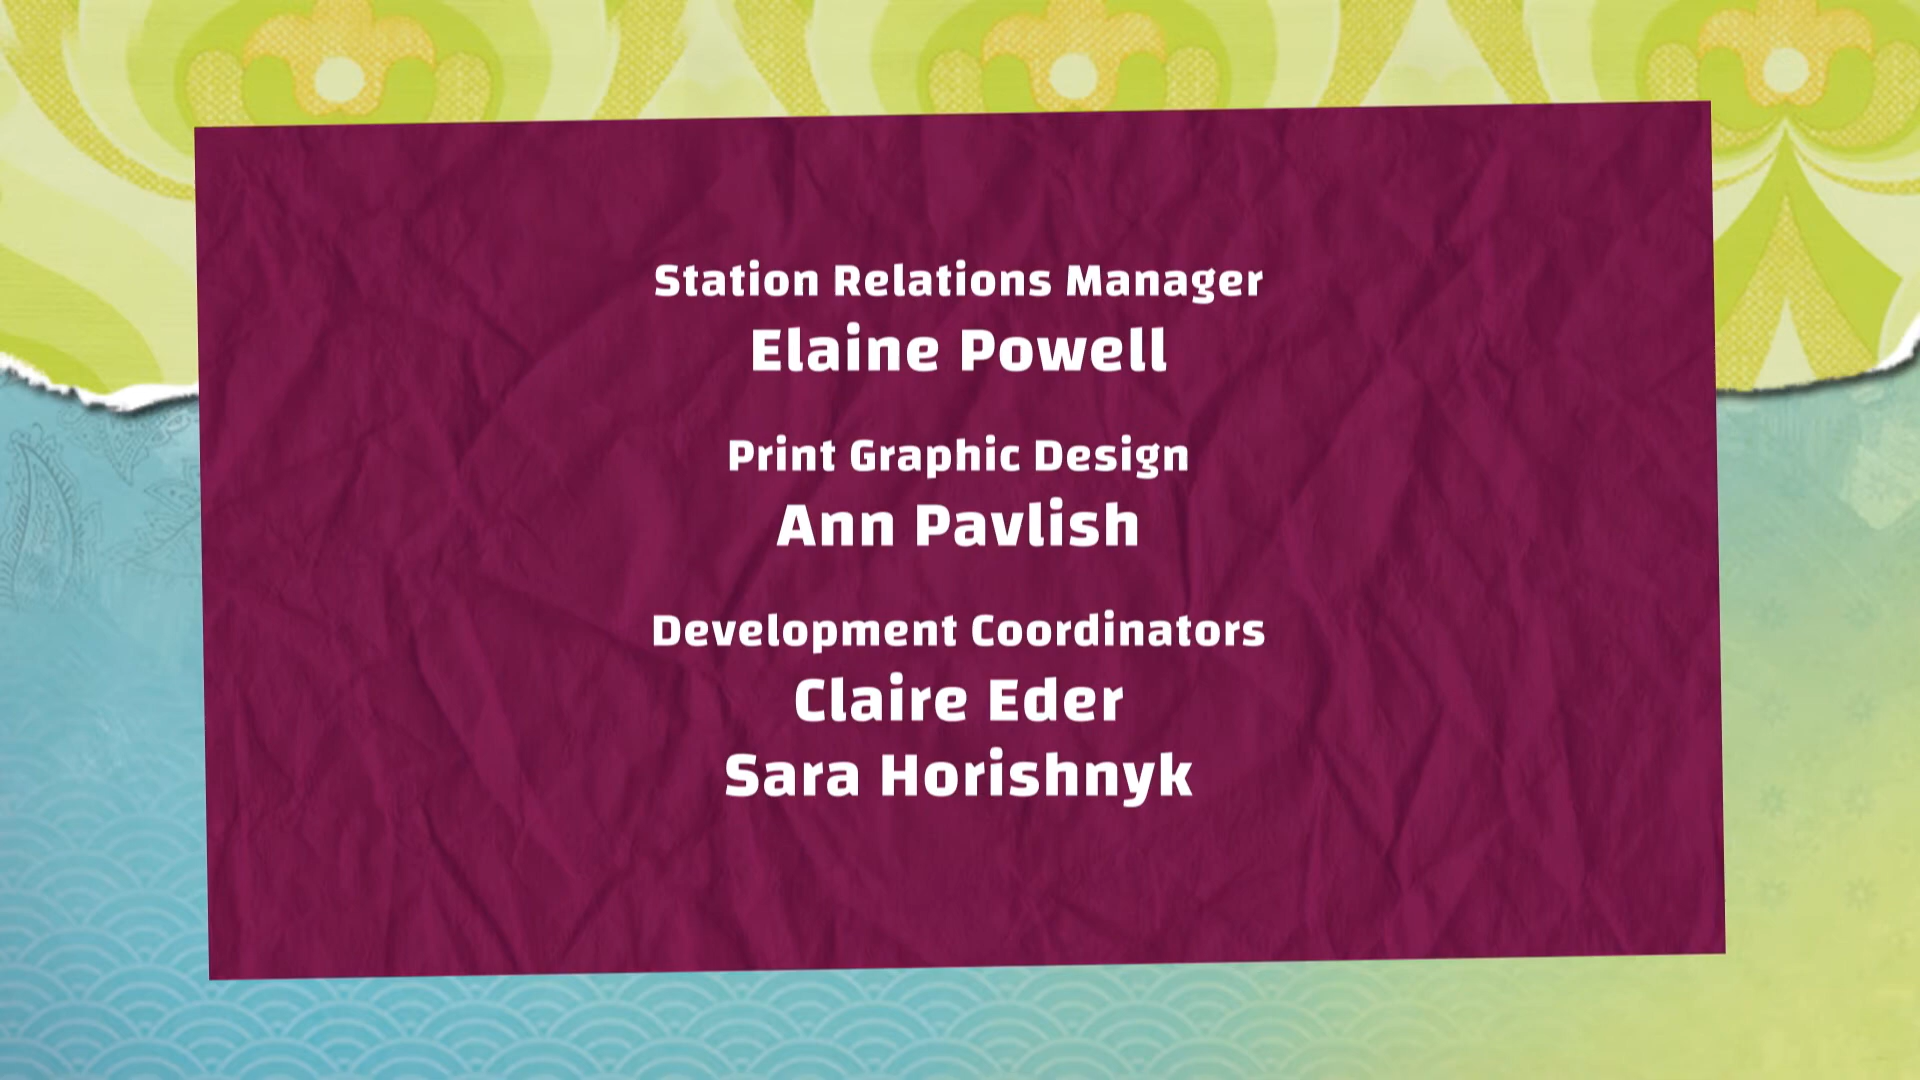 Station Relations Manager
Elaine Powell
Print Graphic Design
Ann Pavlish
Development Coordinators
Claire Eder
Sara Horishnyk